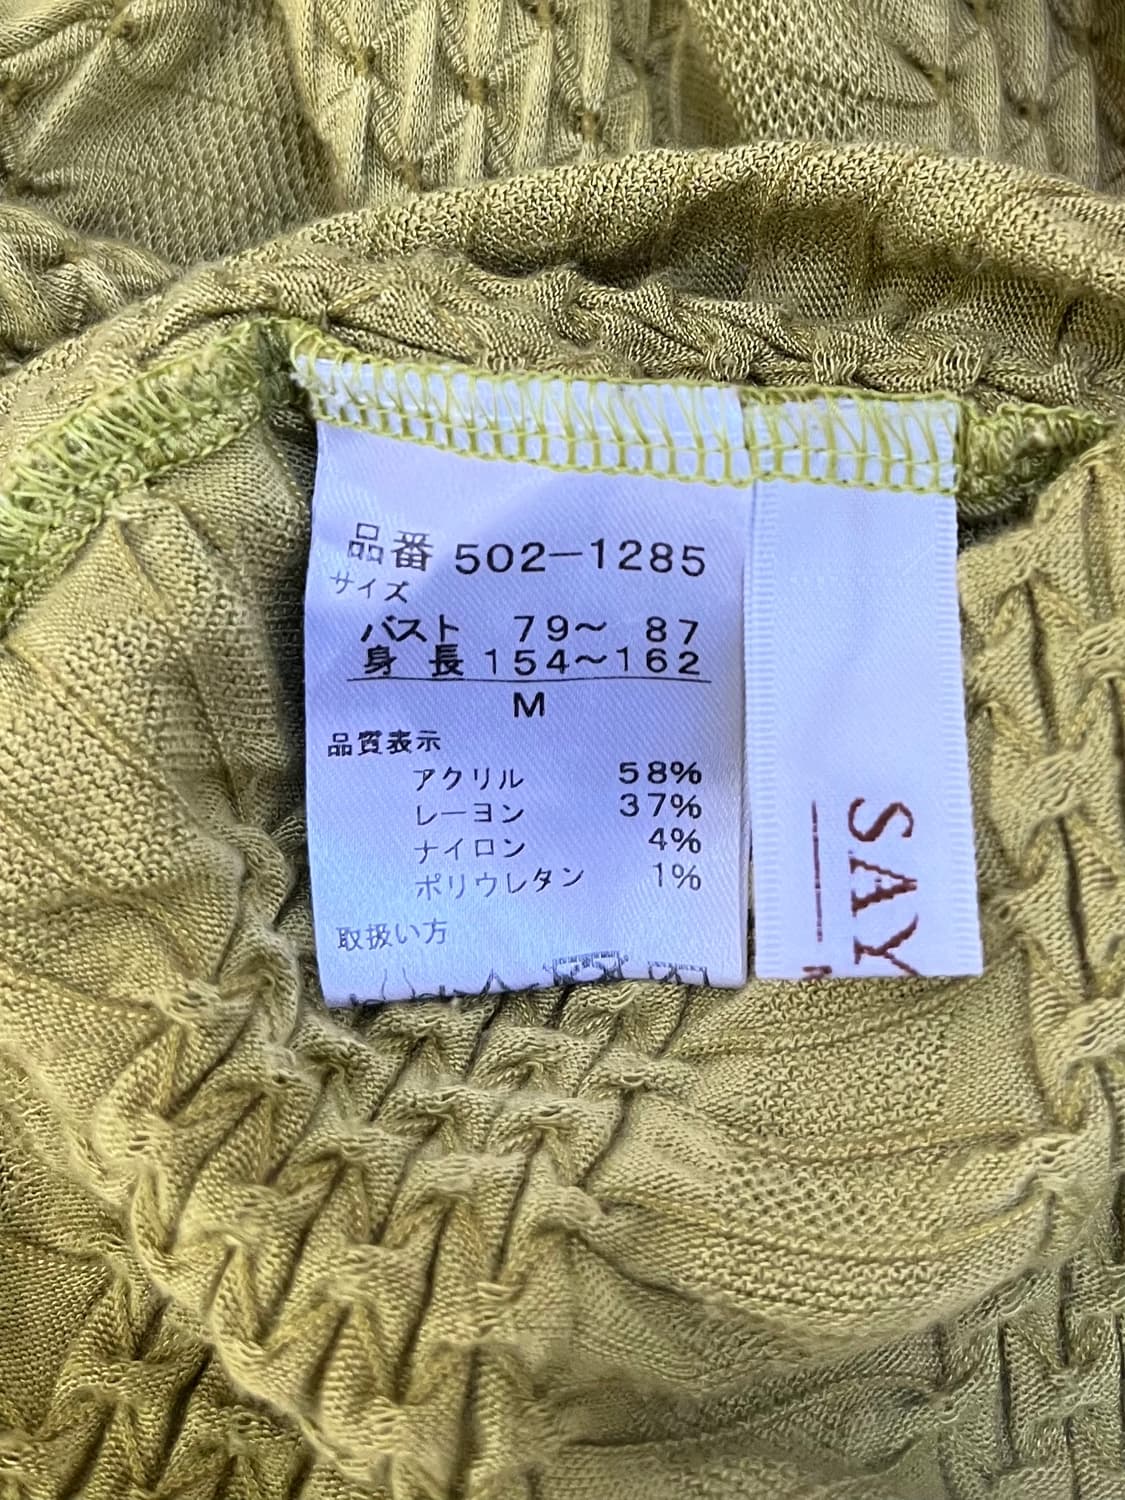 品番 502-1285
サイズ
バスト 79～ 87
身 長 154～162
M
品質表示
アクリル 58%
レーヨン 37%
ナイロン 4%
ポリウレタン 1%
取扱い方
SAY